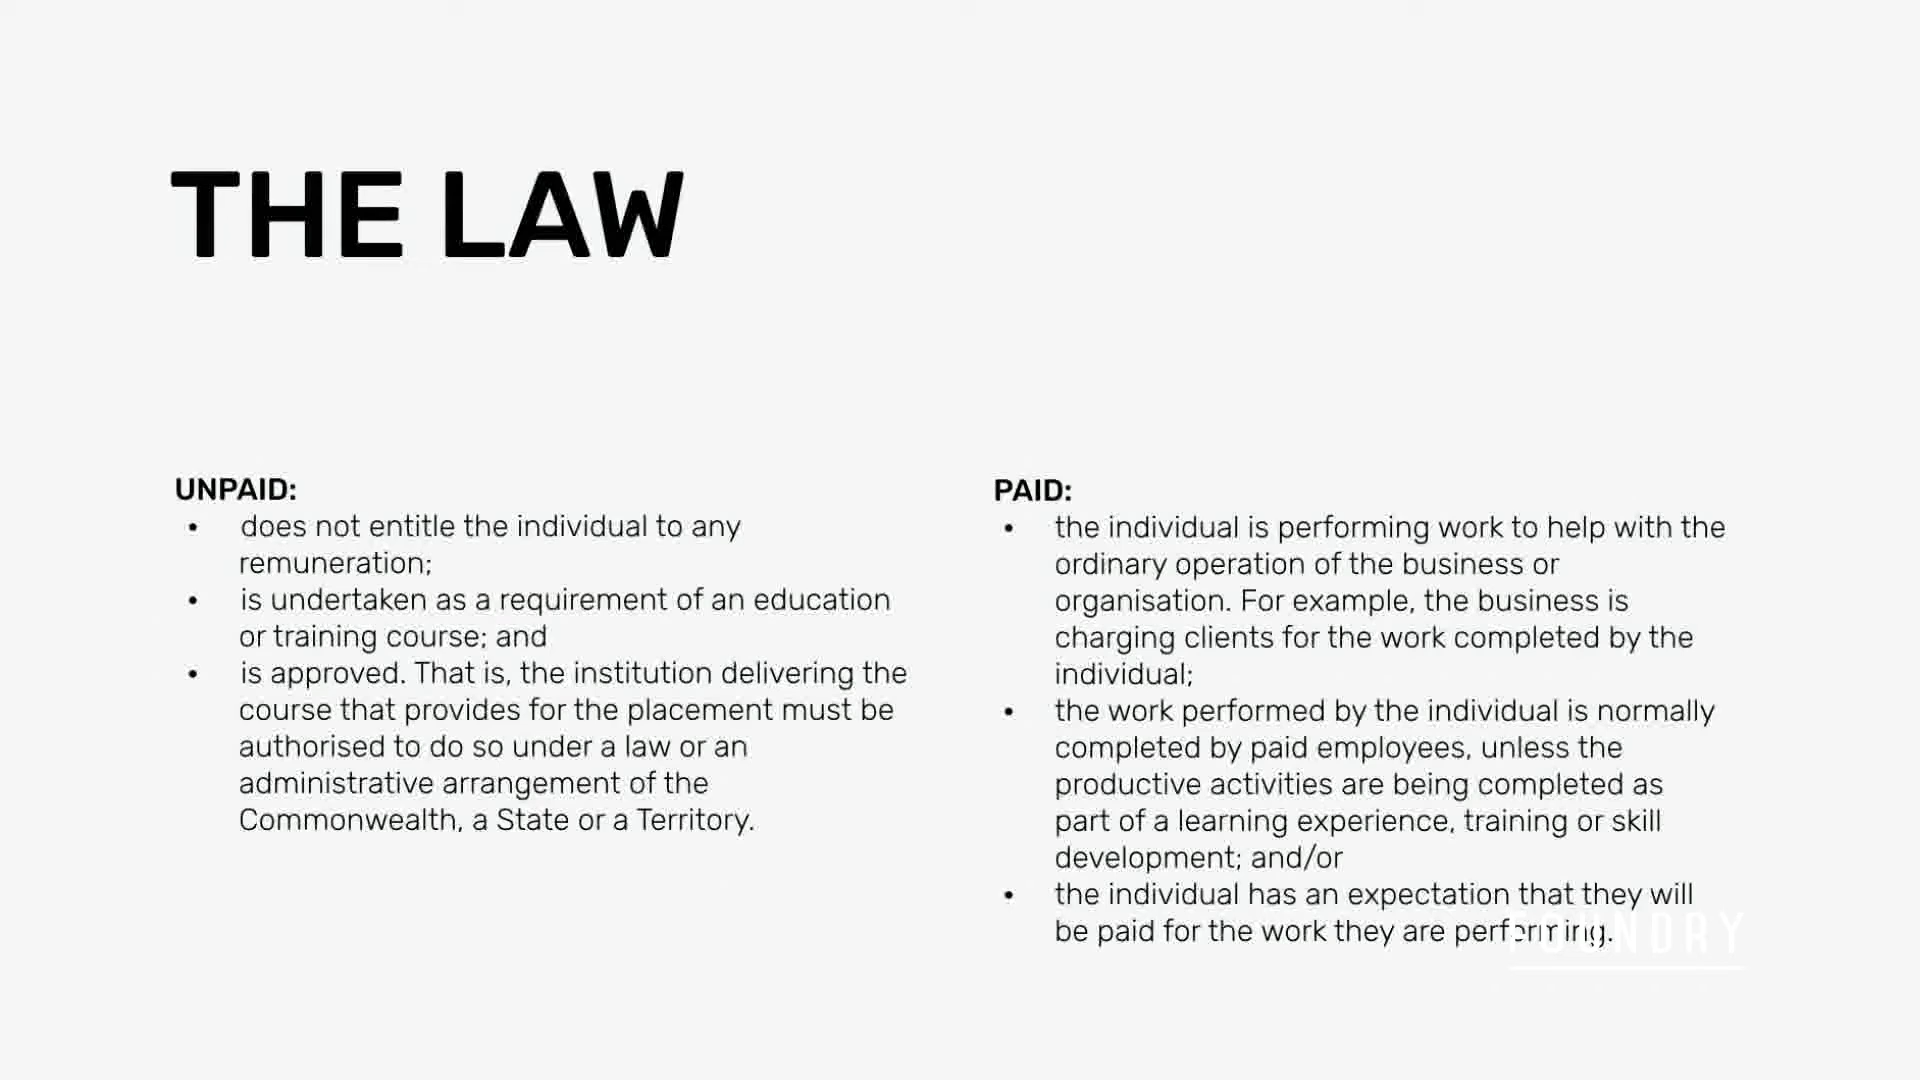 THE LAW
UNPAID:
• does not entitle the individual to any
remuneration;
• is undertaken as a requirement of an education
or training course; and
• is approved. That is, the institution delivering the
course that provides for the placement must be
authorised to do so under a law or an
administrative arrangement of the
Commonwealth, a State or a Territory.
PAID:
• the individual is performing work to help with the
ordinary operation of the business or
organisation. For example, the business is
charging clients for the work completed by the
individual;
• the work performed by the individual is normally
completed by paid employees, unless the
productive activities are being completed as
part of a learning experience, training or skill
development; and/or
• the individual has an expectation that they will
be paid for the work they are performing.
FOUNDRY